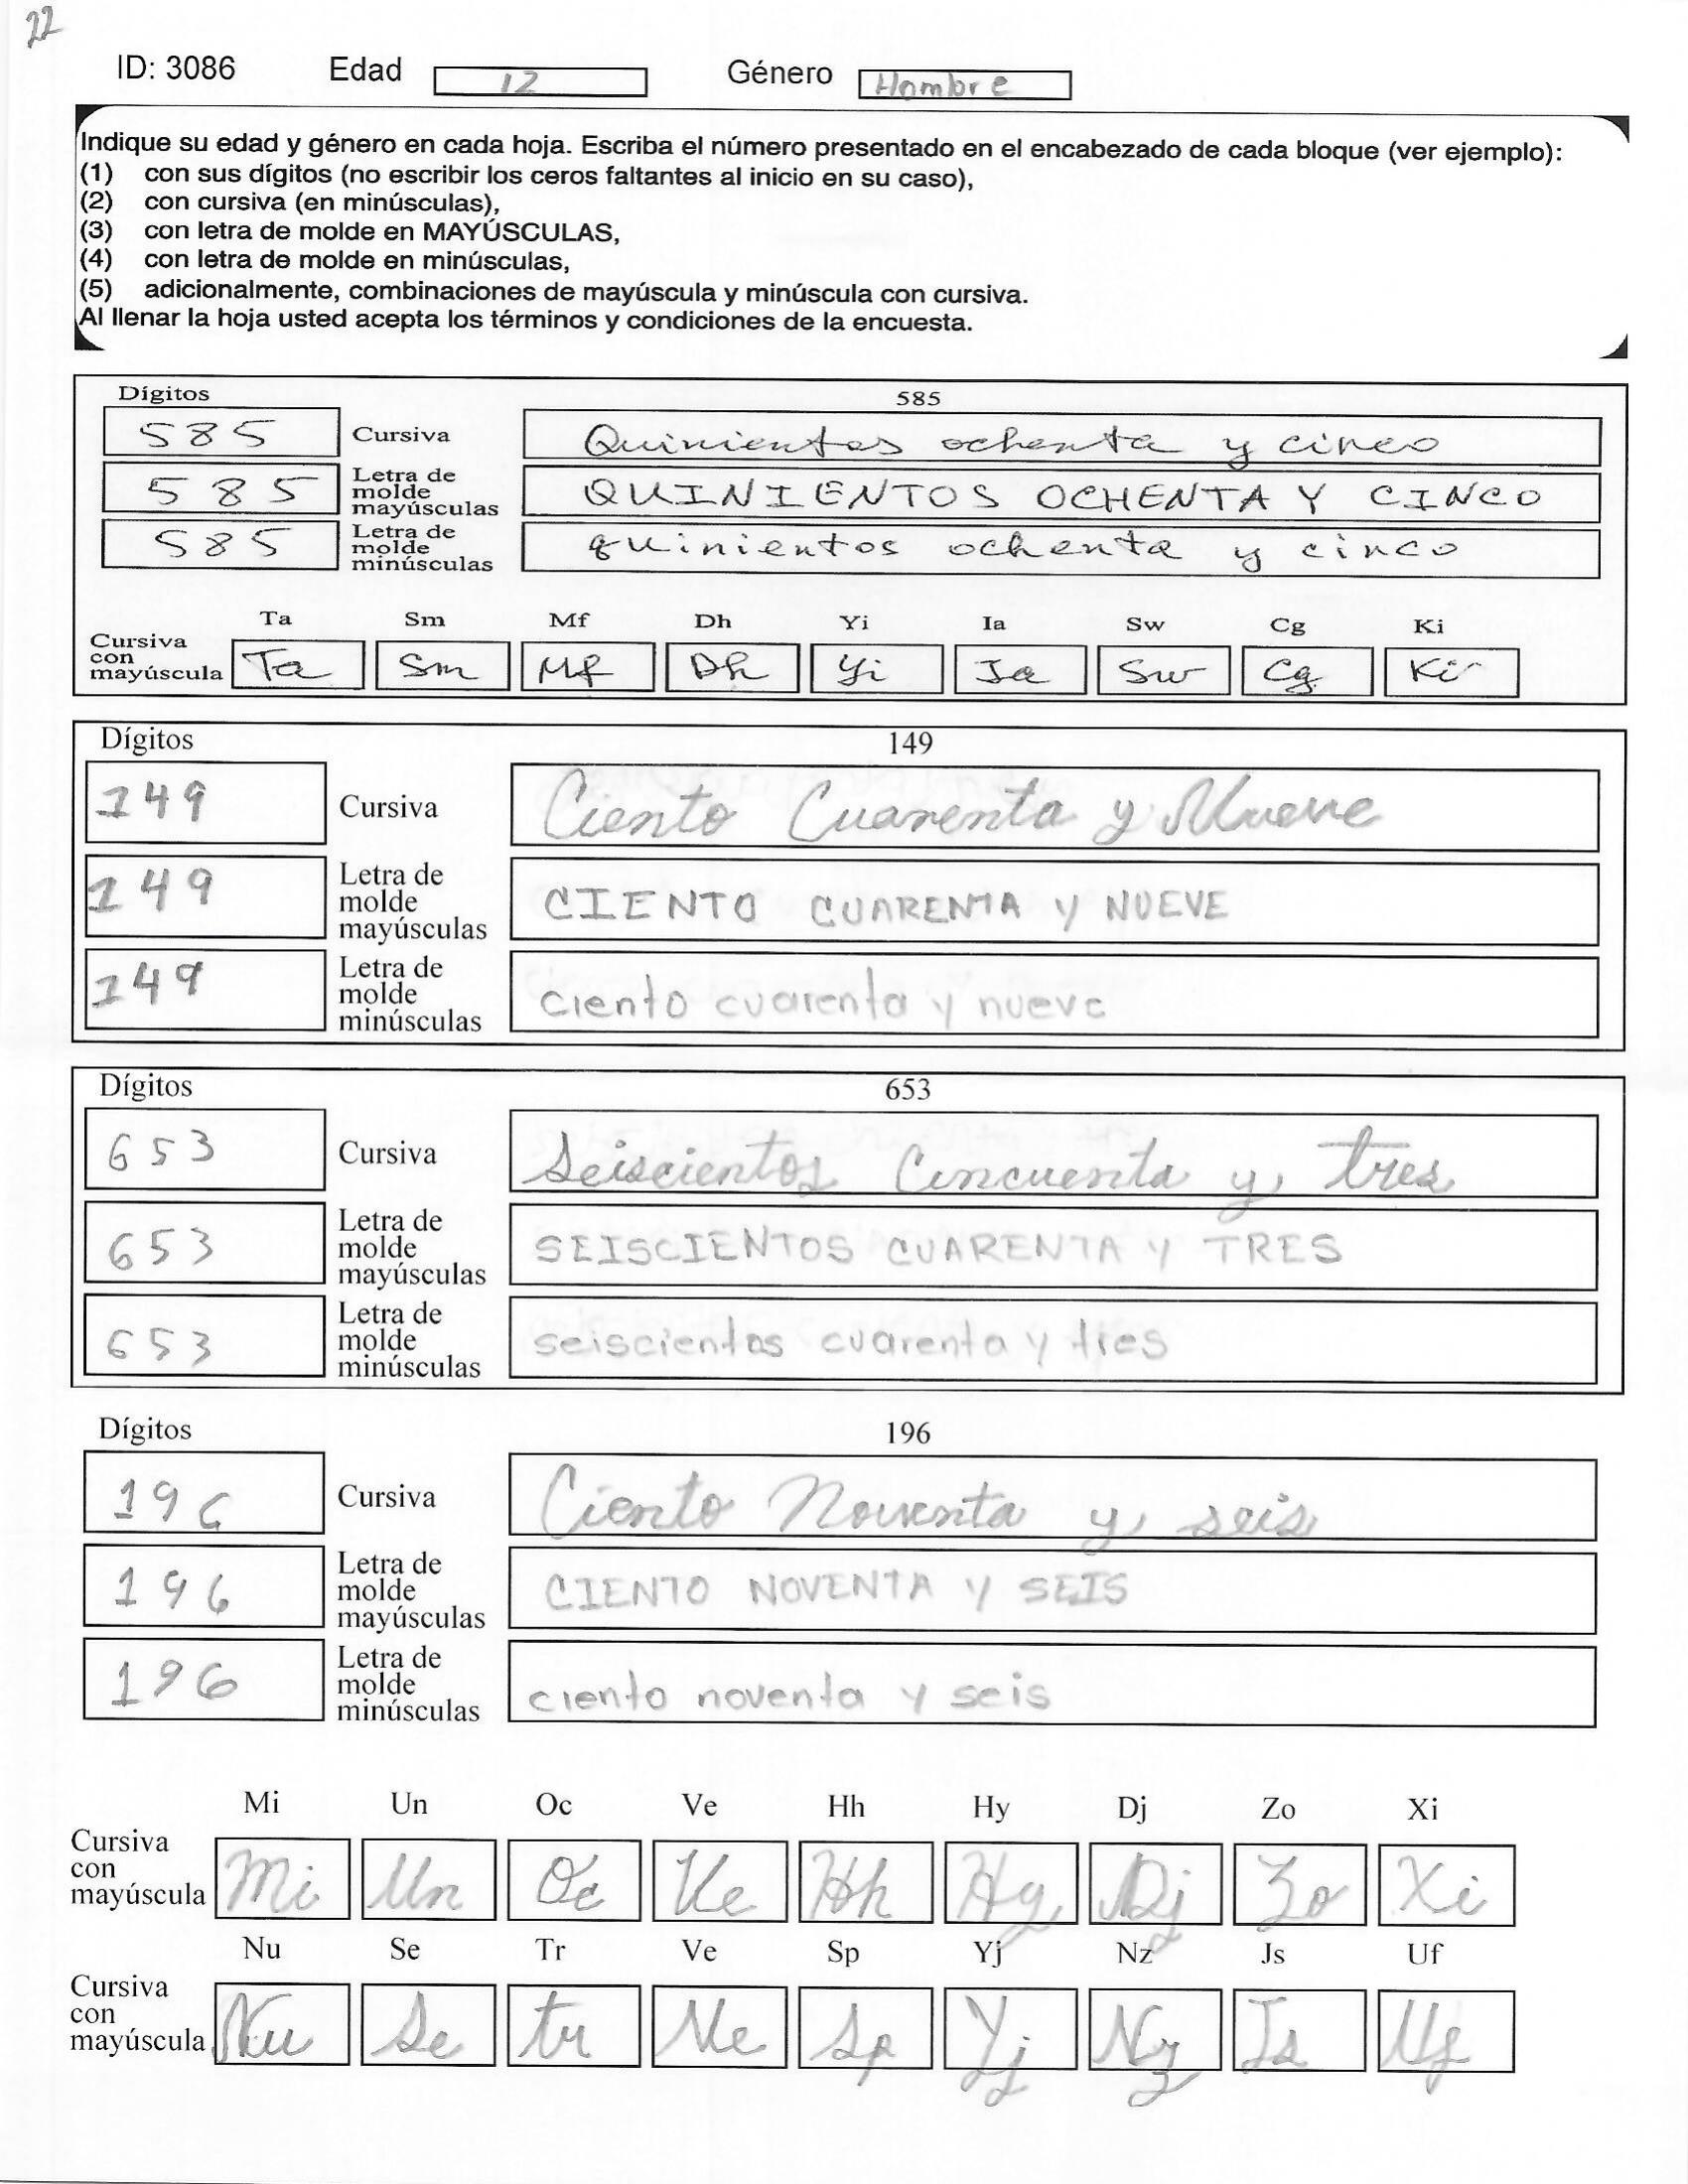 22
ID: 3086 Edad 12 Género Hombre
Indique su edad y género en cada hoja. Escriba el número presentado en el encabezado de cada bloque (ver ejemplo):
(1) con sus dígitos (no escribir los ceros faltantes al inicio en su caso),
(2) con cursiva (en minúsculas),
(3) con letra de molde en MAYÚSCULAS,
(4) con letra de molde en minúsculas,
(5) adicionalmente, combinaciones de mayúscula y minúscula con cursiva.
Al llenar la hoja usted acepta los términos y condiciones de la encuesta.
Dígitos 585
585 Cursiva Quinientos ochenta y cinco
585 Letra de molde mayúsculas QUINIENTOS OCHENTA Y CINCO
585 Letra de molde minúsculas quinientos ochenta y cinco
Ta Sm Mf Dh Yi Ia Sw Cg Ki
Cursiva con mayúscula Ta Sm Mf Dh Yi Ia Sw Cg Ki
Dígitos 149
149 Cursiva Ciento Cuarenta y Nueve
149 Letra de molde mayúsculas CIENTO CUARENTA Y NUEVE
149 Letra de molde minúsculas ciento cuarenta y nueve
Dígitos 653
653 Cursiva Seiscientos Cincuenta y tres
653 Letra de molde mayúsculas SEISCIENTOS CUARENTA Y TRES
653 Letra de molde minúsculas seiscientos cuarenta y tres
Dígitos 196
196 Cursiva Ciento Noventa y seis
196 Letra de molde mayúsculas CIENTO NOVENTA Y SEIS
196 Letra de molde minúsculas ciento noventa y seis
Mi Un Oc Ve Hh Hy Dj Zo Xi
Cursiva con mayúscula Mi Un Oc Ve Hh Hy Dj Zo Xi
Nu Se Tr Ve Sp Yj Nz Js Uf
Cursiva con mayúscula Nu Se tr Ve Sp Yj Nz Js Uf